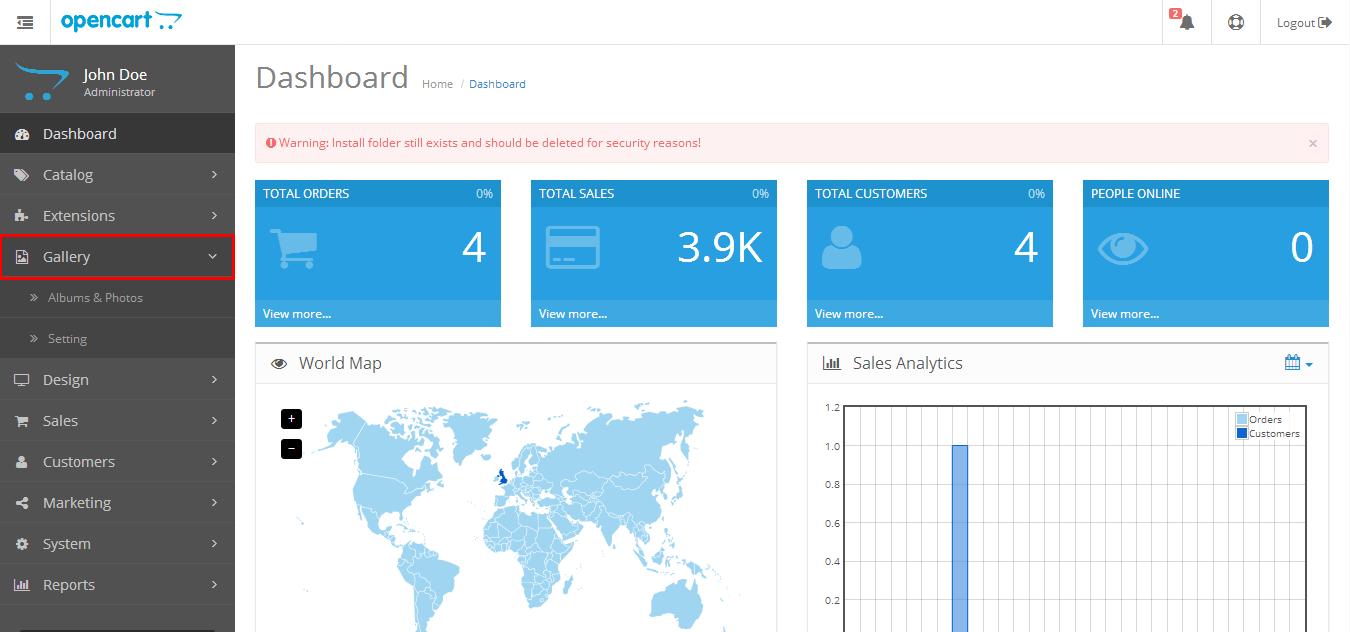 opencart
2
Logout
John Doe
Administrator
Dashboard
Catalog
Extensions
Gallery
Albums & Photos
Setting
Design
Sales
Customers
Marketing
System
Reports
Dashboard Home / Dashboard
Warning: Install folder still exists and should be deleted for security reasons! ×
TOTAL ORDERS 0%
4
View more...
TOTAL SALES 0%
3.9K
View more...
TOTAL CUSTOMERS 0%
4
View more...
PEOPLE ONLINE
0
View more...
World Map
+
−
Sales Analytics
1.2
1.0
0.8
0.6
0.4
0.2
Orders
Customers